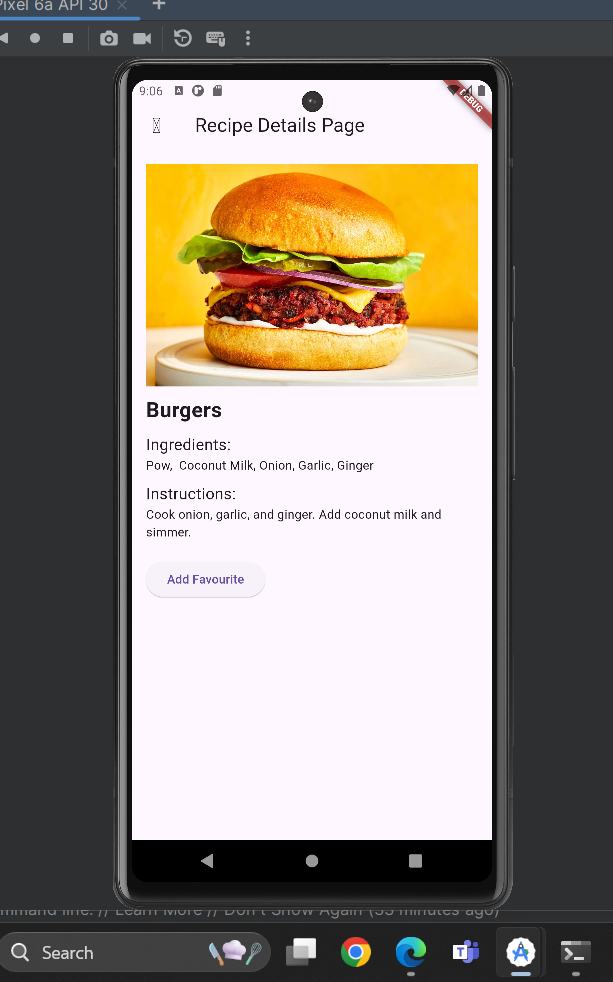 Pixel 6a API 30
9:06
DEBUG
Recipe Details Page
Burgers
Ingredients:
Pow,  Coconut Milk, Onion, Garlic, Ginger
Instructions:
Cook onion, garlic, and ginger. Add coconut milk and
simmer.
Add Favourite
mmand line. // Learn More // Don't Show Again (33 minutes ago)
Search